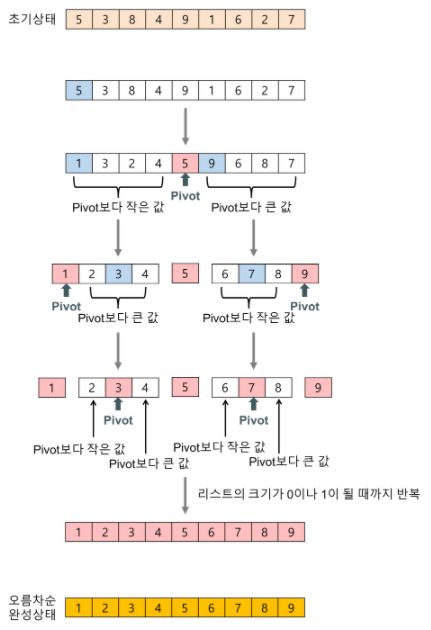 초기상태 5 3 8 4 9 1 6 2 7
5 3 8 4 9 1 6 2 7
1 3 2 4 5 9 6 8 7
Pivot
Pivot보다 작은 값 Pivot보다 큰 값
1 2 3 4 5 6 7 8 9
Pivot Pivot
Pivot보다 큰 값 Pivot보다 작은 값
1 2 3 4 5 6 7 8 9
Pivot Pivot
Pivot보다 작은 값 Pivot보다 작은 값
Pivot보다 큰 값 Pivot보다 큰 값
리스트의 크기가 0이나 1이 될 때까지 반복
1 2 3 4 5 6 7 8 9
오름차순
완성상태 1 2 3 4 5 6 7 8 9